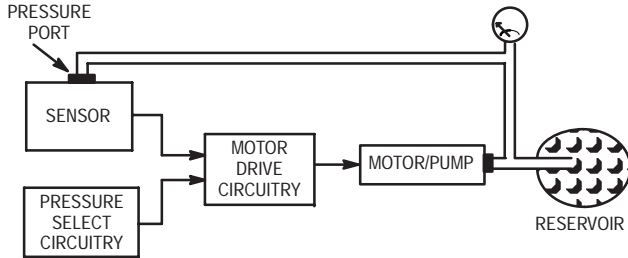 PRESSURE
PORT
SENSOR
MOTOR
DRIVE
CIRCUITRY
MOTOR/PUMP
PRESSURE
SELECT
CIRCUITRY
RESERVOIR